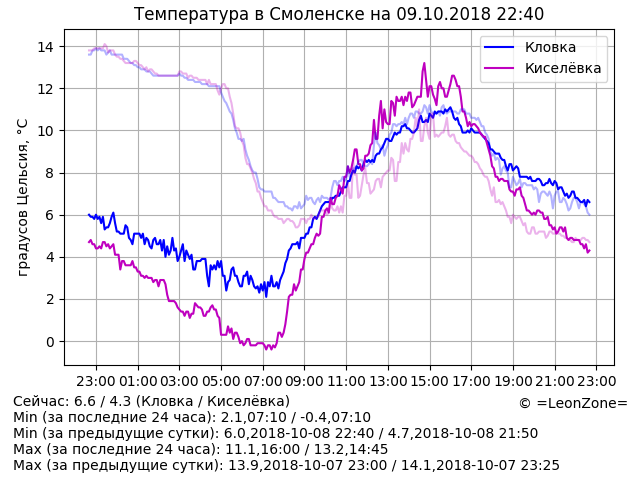 Температура в Смоленске на 09.10.2018 22:40
градусов Цельсия, °C
14
12
10
8
6
4
2
0
Кловка
Киселёвка
23:00 01:00 03:00 05:00 07:00 09:00 11:00 13:00 15:00 17:00 19:00 21:00 23:00
Сейчас: 6.6 / 4.3 (Кловка / Киселёвка)
© =LeonZone=
Min (за последние 24 часа): 2.1,07:10 / -0.4,07:10
Min (за предыдущие сутки): 6.0,2018-10-08 22:40 / 4.7,2018-10-08 21:50
Max (за последние 24 часа): 11.1,16:00 / 13.2,14:45
Max (за предыдущие сутки): 13.9,2018-10-07 23:00 / 14.1,2018-10-07 23:25